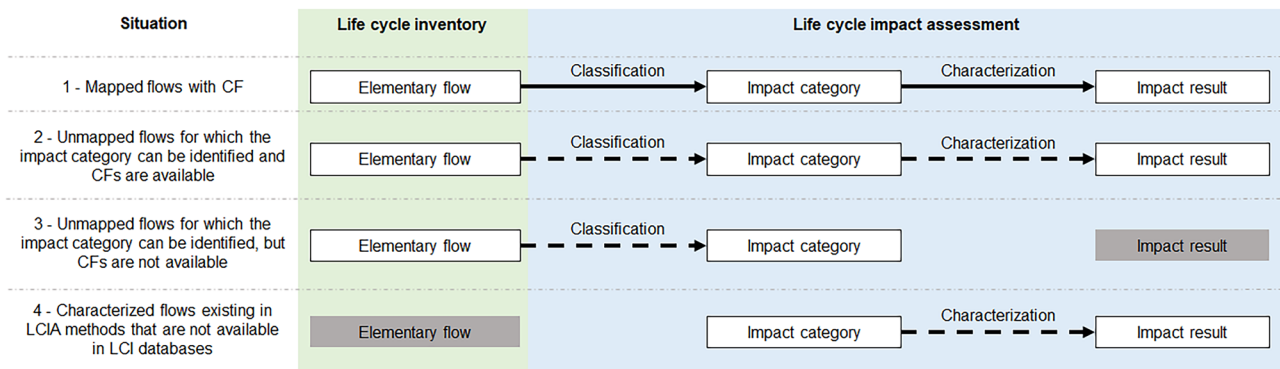 Situation
Life cycle inventory
Life cycle impact assessment
1 - Mapped flows with CF
Elementary flow
Classification
Impact category
Characterization
Impact result
2 - Unmapped flows for which the
impact category can be identified and
CFs are available
Elementary flow
Classification
Impact category
Characterization
Impact result
3 - Unmapped flows for which the
impact category can be identified, but
CFs are not available
Elementary flow
Classification
Impact category
Impact result
4 - Characterized flows existing in
LCIA methods that are not available
in LCI databases
Elementary flow
Impact category
Characterization
Impact result